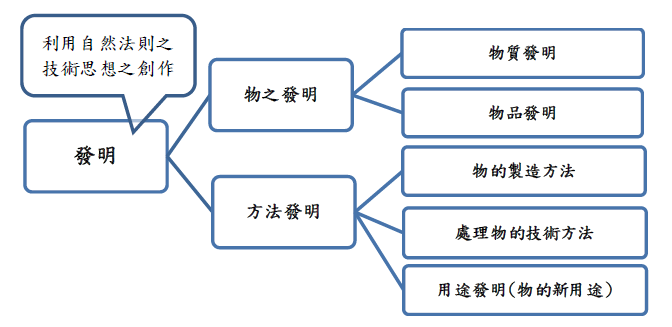 利用自然法則之
技術思想之創作
發明
物之發明
物質發明
物品發明
方法發明
物的製造方法
處理物的技術方法
用途發明(物的新用途)